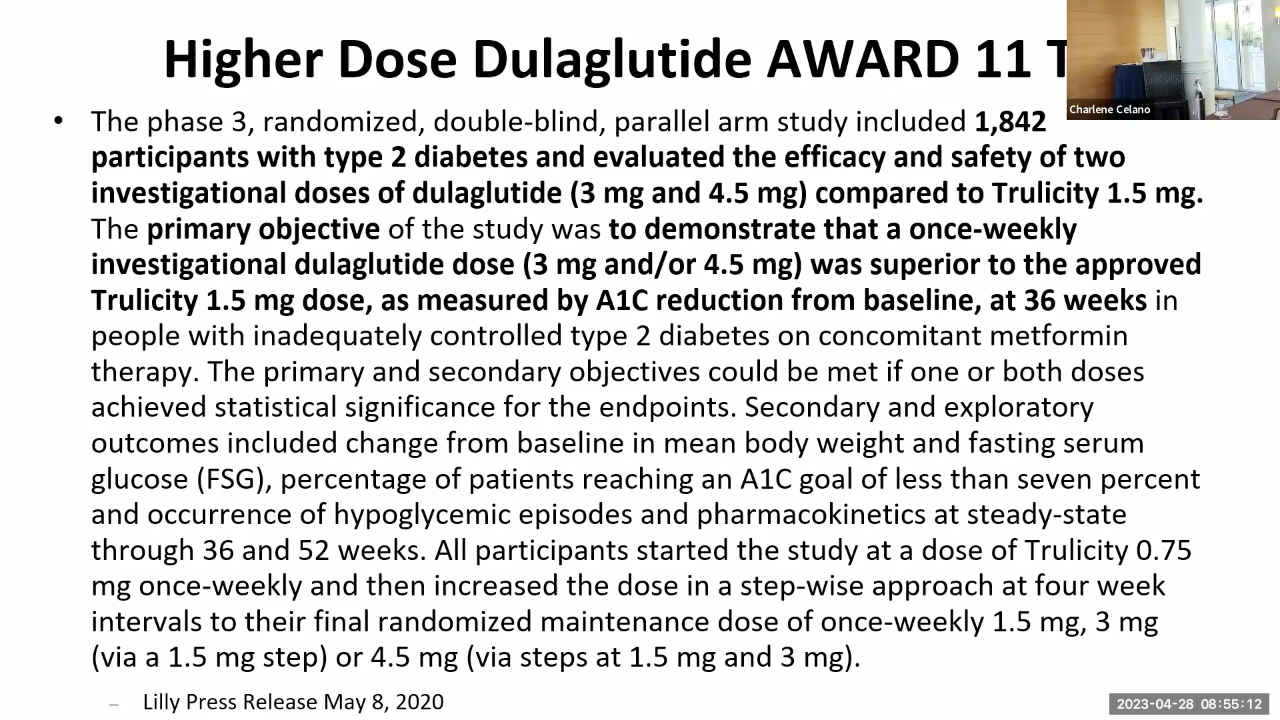 Higher Dose Dulaglutide AWARD 11 T
Charlene Celano
• The phase 3, randomized, double-blind, parallel arm study included 1,842
participants with type 2 diabetes and evaluated the efficacy and safety of two
investigational doses of dulaglutide (3 mg and 4.5 mg) compared to Trulicity 1.5 mg.
The primary objective of the study was to demonstrate that a once-weekly
investigational dulaglutide dose (3 mg and/or 4.5 mg) was superior to the approved
Trulicity 1.5 mg dose, as measured by A1C reduction from baseline, at 36 weeks in
people with inadequately controlled type 2 diabetes on concomitant metformin
therapy. The primary and secondary objectives could be met if one or both doses
achieved statistical significance for the endpoints. Secondary and exploratory
outcomes included change from baseline in mean body weight and fasting serum
glucose (FSG), percentage of patients reaching an A1C goal of less than seven percent
and occurrence of hypoglycemic episodes and pharmacokinetics at steady-state
through 36 and 52 weeks. All participants started the study at a dose of Trulicity 0.75
mg once-weekly and then increased the dose in a step-wise approach at four week
intervals to their final randomized maintenance dose of once-weekly 1.5 mg, 3 mg
(via a 1.5 mg step) or 4.5 mg (via steps at 1.5 mg and 3 mg).
– Lilly Press Release May 8, 2020
2023-04-28 08:55:12